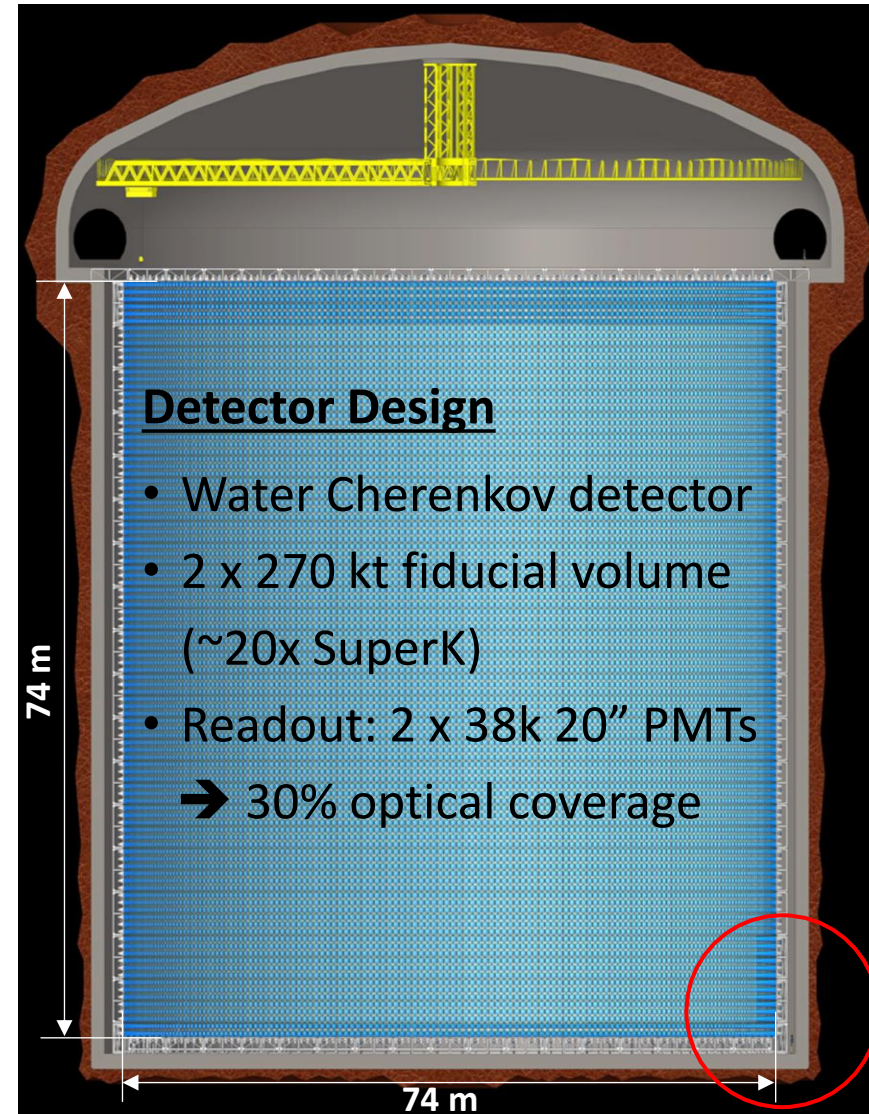 Detector Design
• Water Cherenkov detector
• 2 x 270 kt fiducial volume
(~20x SuperK)
• Readout: 2 x 38k 20” PMTs
➔ 30% optical coverage
74 m
74 m